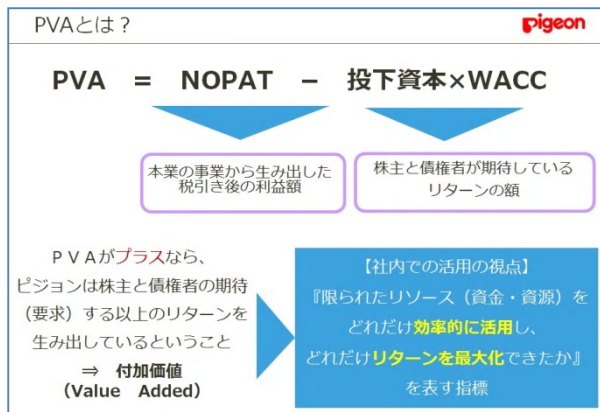 PVAとは？
pigeon
PVA = NOPAT － 投下資本×WACC
本業の事業から生み出した
税引き後の利益額
株主と債権者が期待している
リターンの額
ＰＶＡがプラスなら、
ピジョンは株主と債権者の期待
（要求）する以上のリターンを
生み出しているということ
⇒ 付加価値
（Value Added）
【社内での活用の視点】
『限られたリソース（資金・資源）を
どれだけ効率的に活用し、
どれだけリターンを最大化できたか』
を表す指標